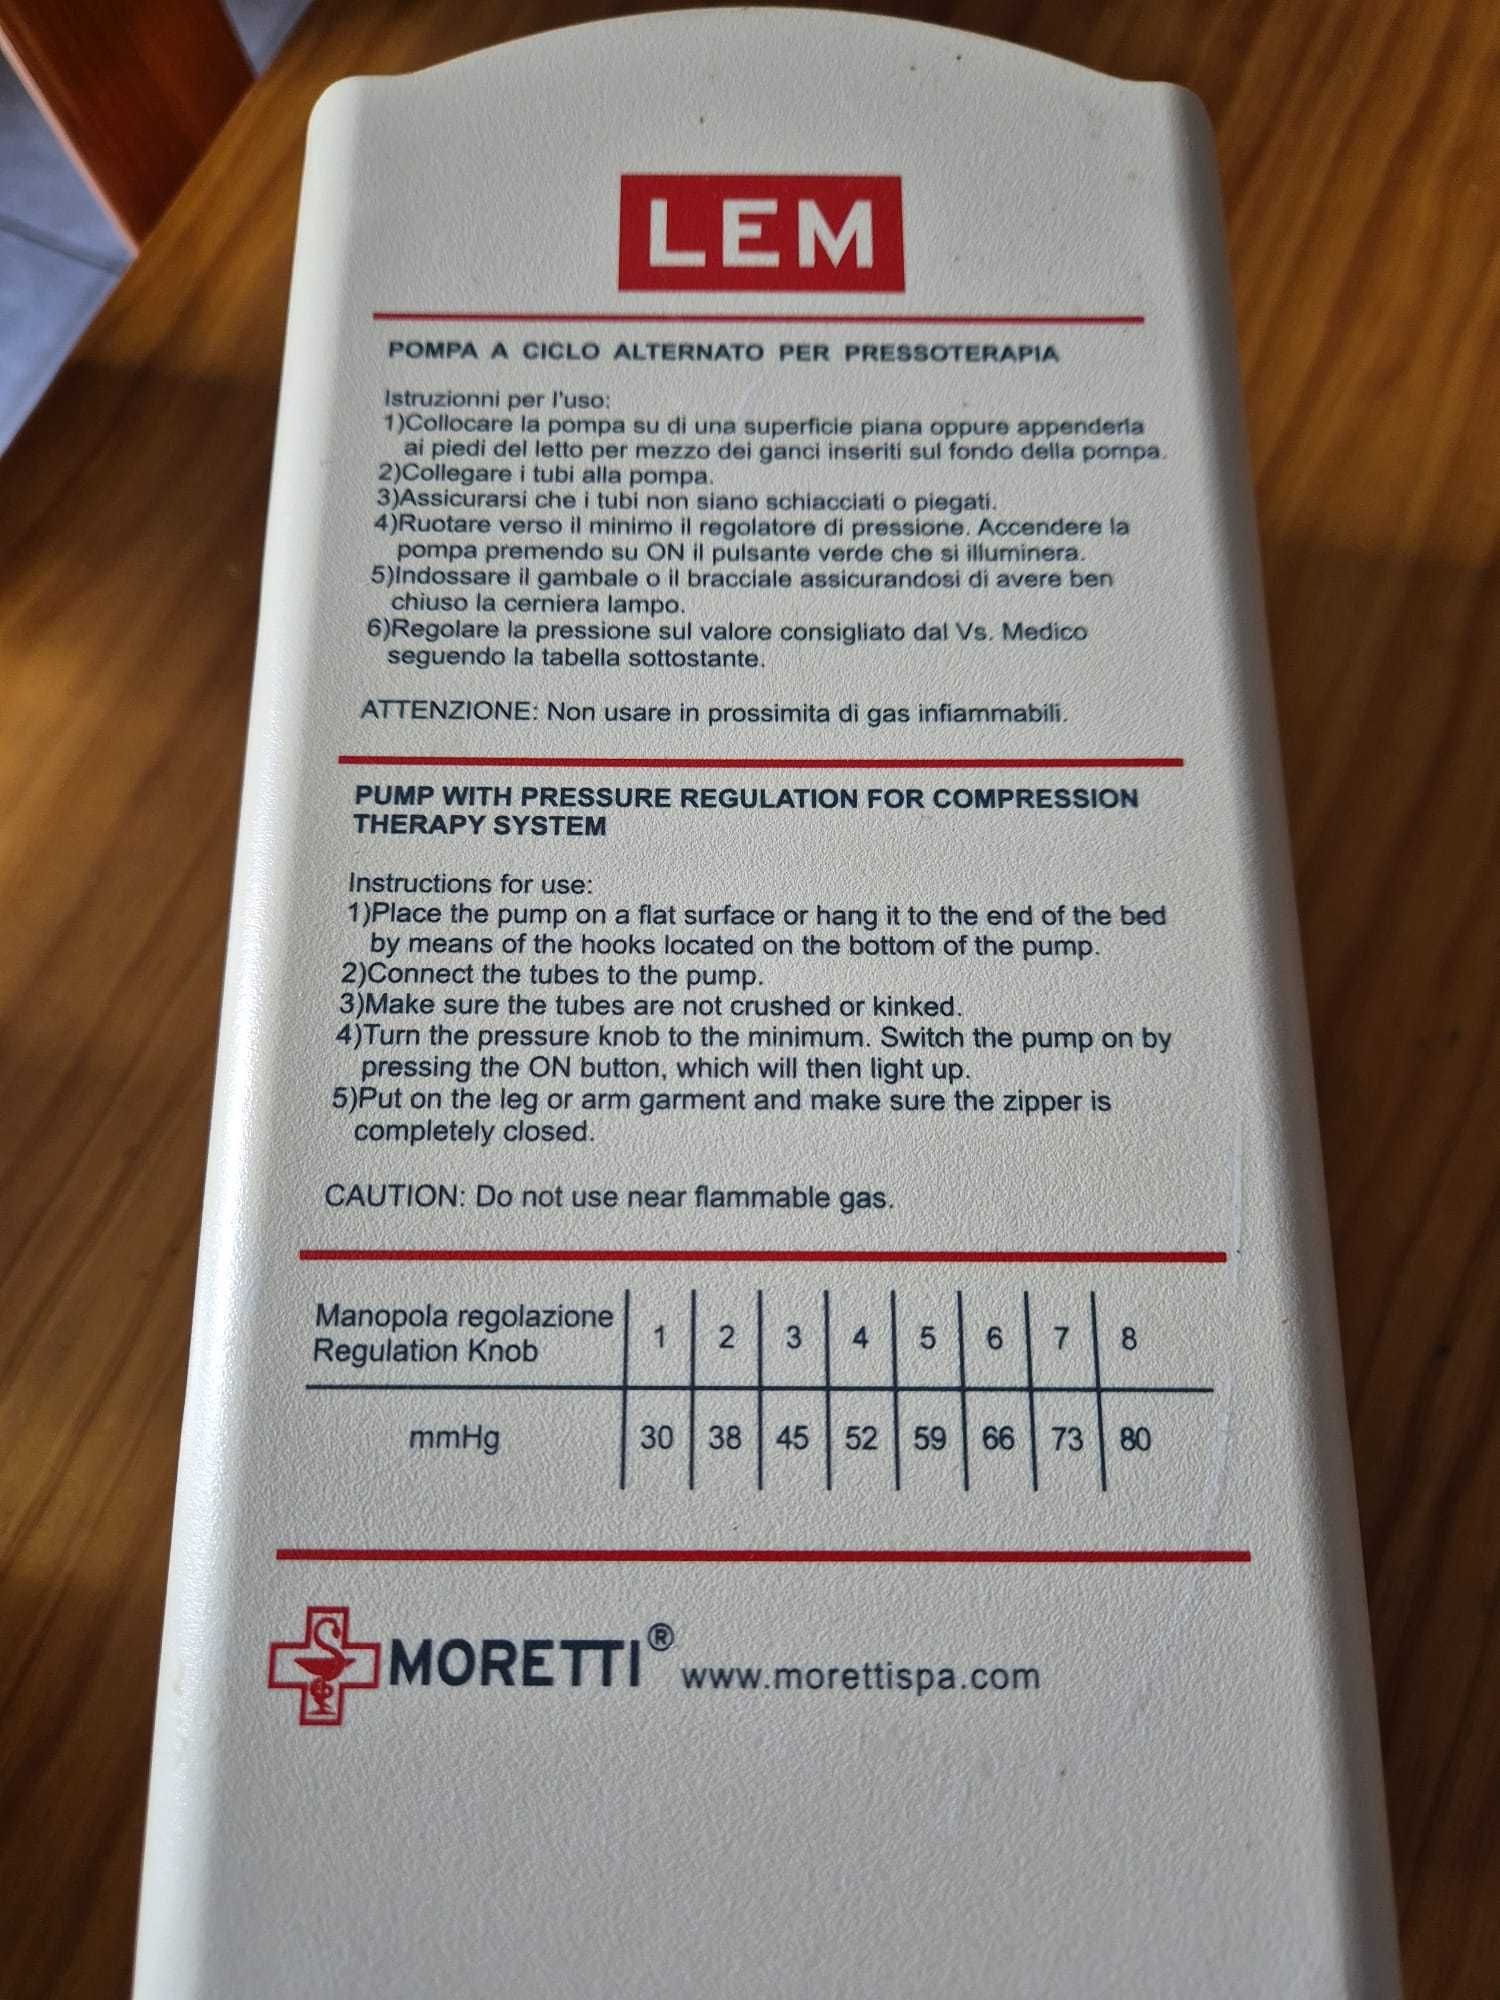 LEM
POMPA A CICLO ALTERNATO PER PRESSOTERAPIA
Istruzionni per l'uso:
1)Collocare la pompa su di una superficie piana oppure appenderla
ai piedi del letto per mezzo dei ganci inseriti sul fondo della pompa.
2)Collegare i tubi alla pompa.
3)Assicurarsi che i tubi non siano schiacciati o piegati.
4)Ruotare verso il minimo il regolatore di pressione. Accendere la
pompa premendo su ON il pulsante verde che si illuminera.
5)Indossare il gambale o il bracciale assicurandosi di avere ben
chiuso la cerniera lampo.
6)Regolare la pressione sul valore consigliato dal Vs. Medico
seguendo la tabella sottostante.
ATTENZIONE: Non usare in prossimita di gas infiammabili.
PUMP WITH PRESSURE REGULATION FOR COMPRESSION
THERAPY SYSTEM
Instructions for use:
1)Place the pump on a flat surface or hang it to the end of the bed
by means of the hooks located on the bottom of the pump.
2)Connect the tubes to the pump.
3)Make sure the tubes are not crushed or kinked.
4)Turn the pressure knob to the minimum. Switch the pump on by
pressing the ON button, which will then light up.
5)Put on the leg or arm garment and make sure the zipper is
completely closed.
CAUTION: Do not use near flammable gas.
Manopola regolazione
Regulation Knob 1 2 3 4 5 6 7 8
mmHg 30 38 45 52 59 66 73 80
MORETTI® www.morettispa.com